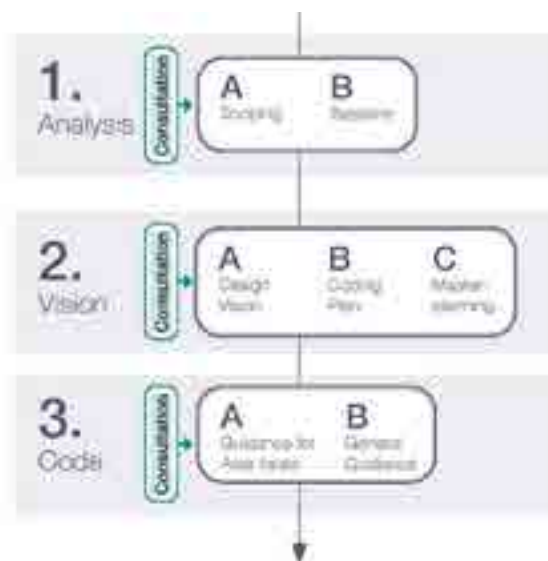 1.
Analysis
Consultation
A
Scoping
B
Baseline
2.
Vision
Consultation
A
Design
Vision
B
Coding
Plan
C
Master-
planning
3.
Code
Consultation
A
Guidance for
Area types
B
Generic
Guidance